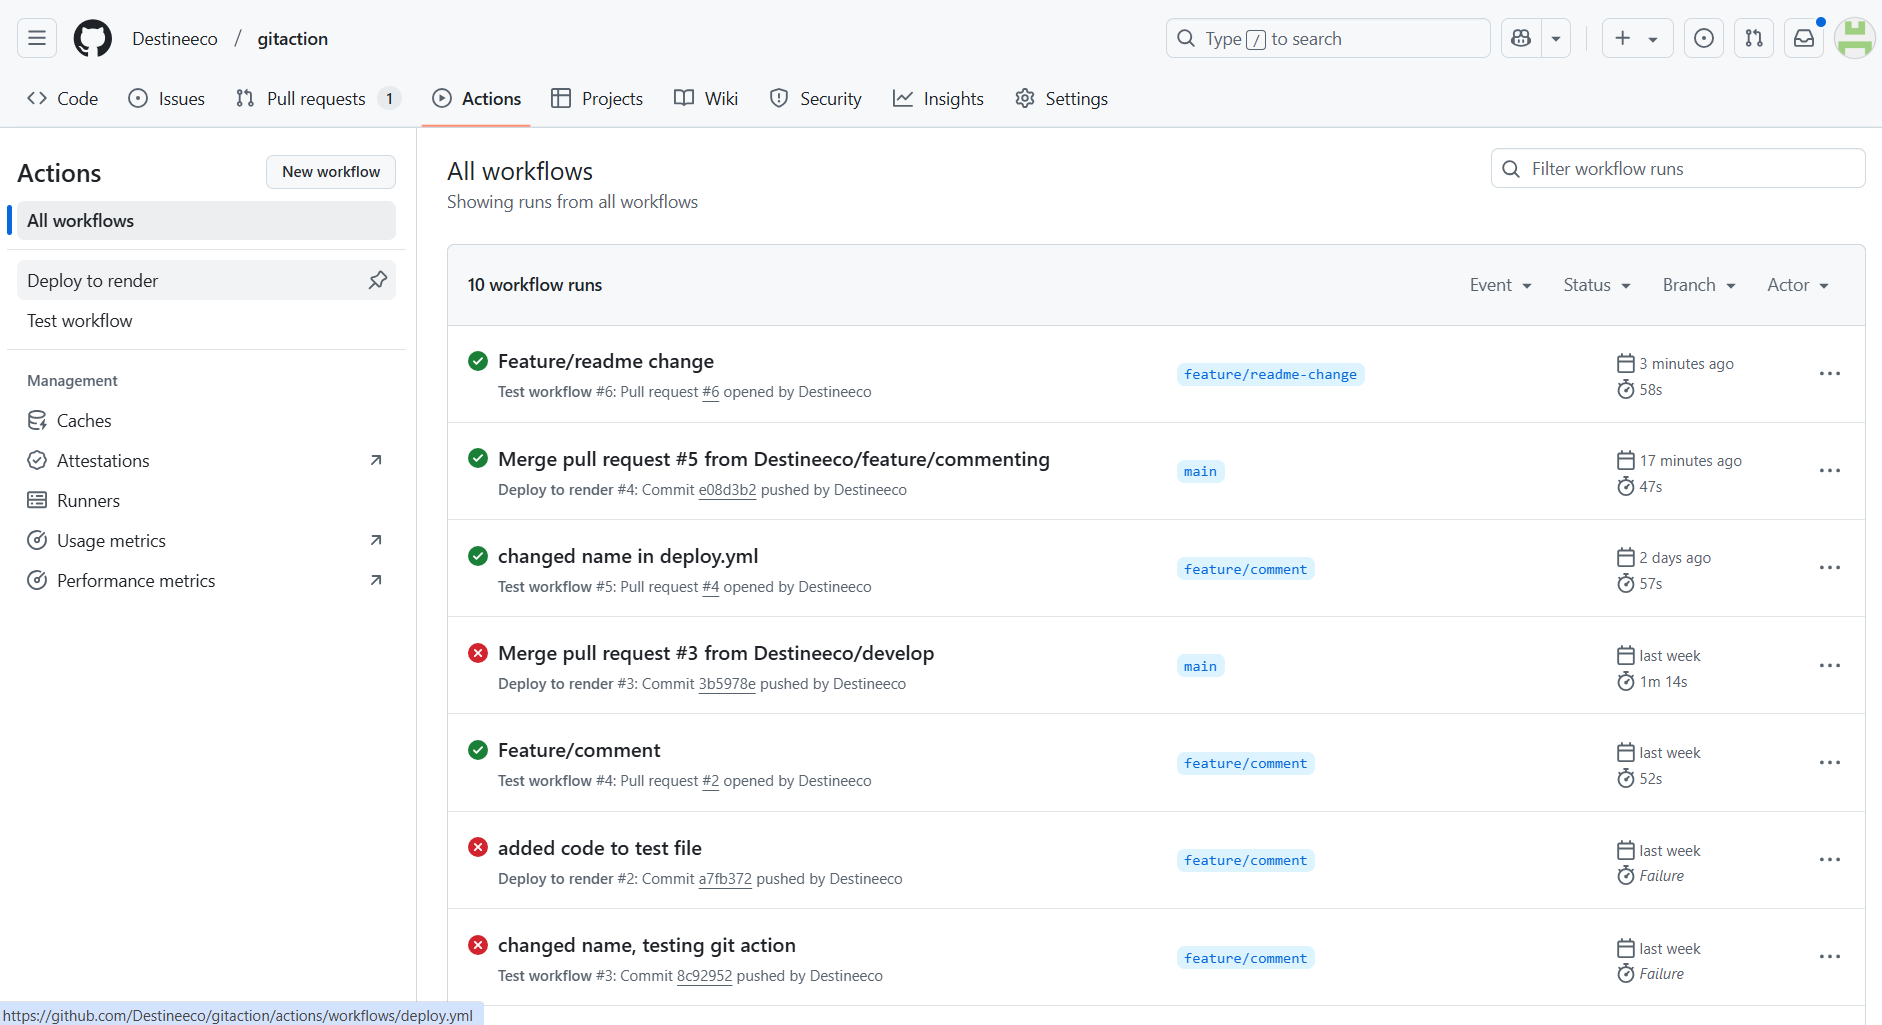 Destineeco / gitaction
Type / to search
Code
Issues
Pull requests 1
Actions
Projects
Wiki
Security
Insights
Settings
Actions
New workflow
All workflows
Deploy to render
Test workflow
Management
Caches
Attestations
Runners
Usage metrics
Performance metrics
All workflows
Showing runs from all workflows
Filter workflow runs
10 workflow runs
Event
Status
Branch
Actor
Feature/readme change
Test workflow #6: Pull request #6 opened by Destineeco
feature/readme-change
3 minutes ago
58s
Merge pull request #5 from Destineeco/feature/commenting
Deploy to render #4: Commit e08d3b2 pushed by Destineeco
main
17 minutes ago
47s
changed name in deploy.yml
Test workflow #5: Pull request #4 opened by Destineeco
feature/comment
2 days ago
57s
Merge pull request #3 from Destineeco/develop
Deploy to render #3: Commit 3b5978e pushed by Destineeco
main
last week
1m 14s
Feature/comment
Test workflow #4: Pull request #2 opened by Destineeco
feature/comment
last week
52s
added code to test file
Deploy to render #2: Commit a7fb372 pushed by Destineeco
feature/comment
last week
Failure
changed name, testing git action
Test workflow #3: Commit 8c92952 pushed by Destineeco
feature/comment
last week
Failure
https://github.com/Destineeco/gitaction/actions/workflows/deploy.yml